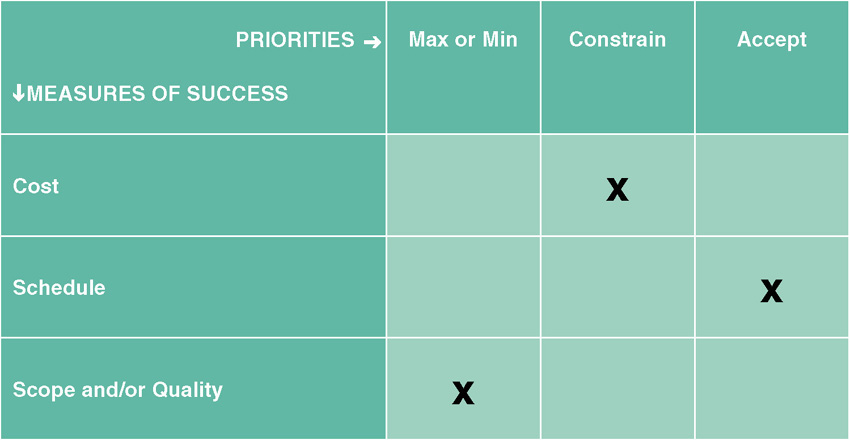 PRIORITIES → Max or Min Constrain Accept
↓MEASURES OF SUCCESS
Cost X
Schedule X
Scope and/or Quality X